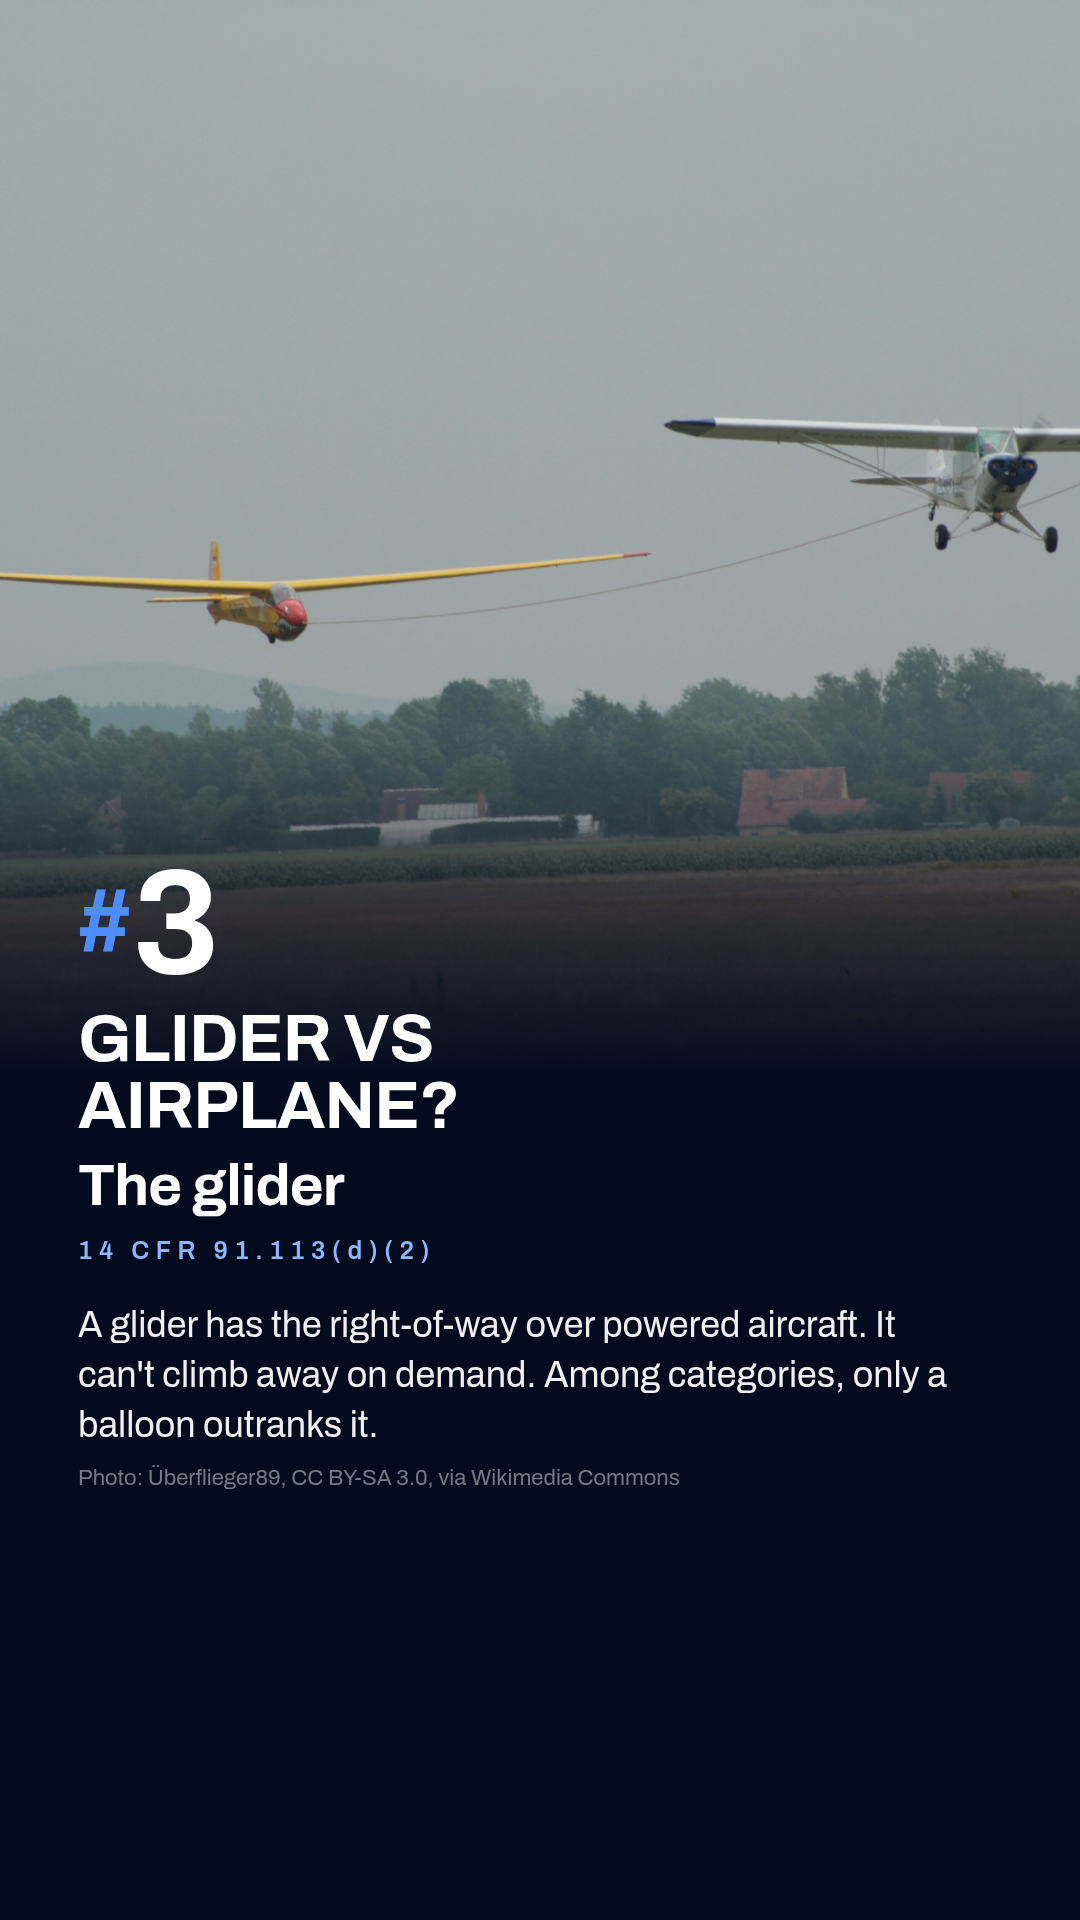 #3
GLIDER VS
AIRPLANE?
The glider
14 CFR 91.113(d)(2)
A glider has the right-of-way over powered aircraft. It
can't climb away on demand. Among categories, only a
balloon outranks it.
Photo: Überflieger89, CC BY-SA 3.0, via Wikimedia Commons